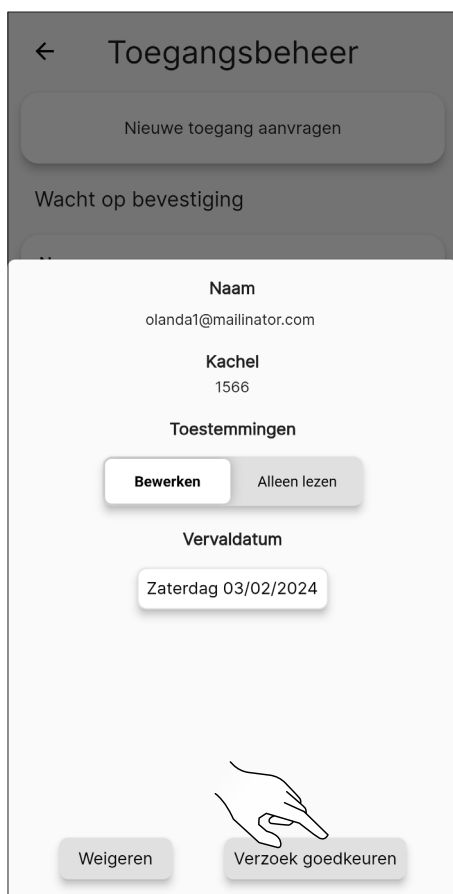 Toegangsbeheer
Nieuwe toegang aanvragen
Wacht op bevestiging
Naam
olanda1@mailinator.com
Kachel
1566
Toestemmingen
Bewerken Alleen lezen
Vervaldatum
Zaterdag 03/02/2024
Weigeren Verzoek goedkeuren